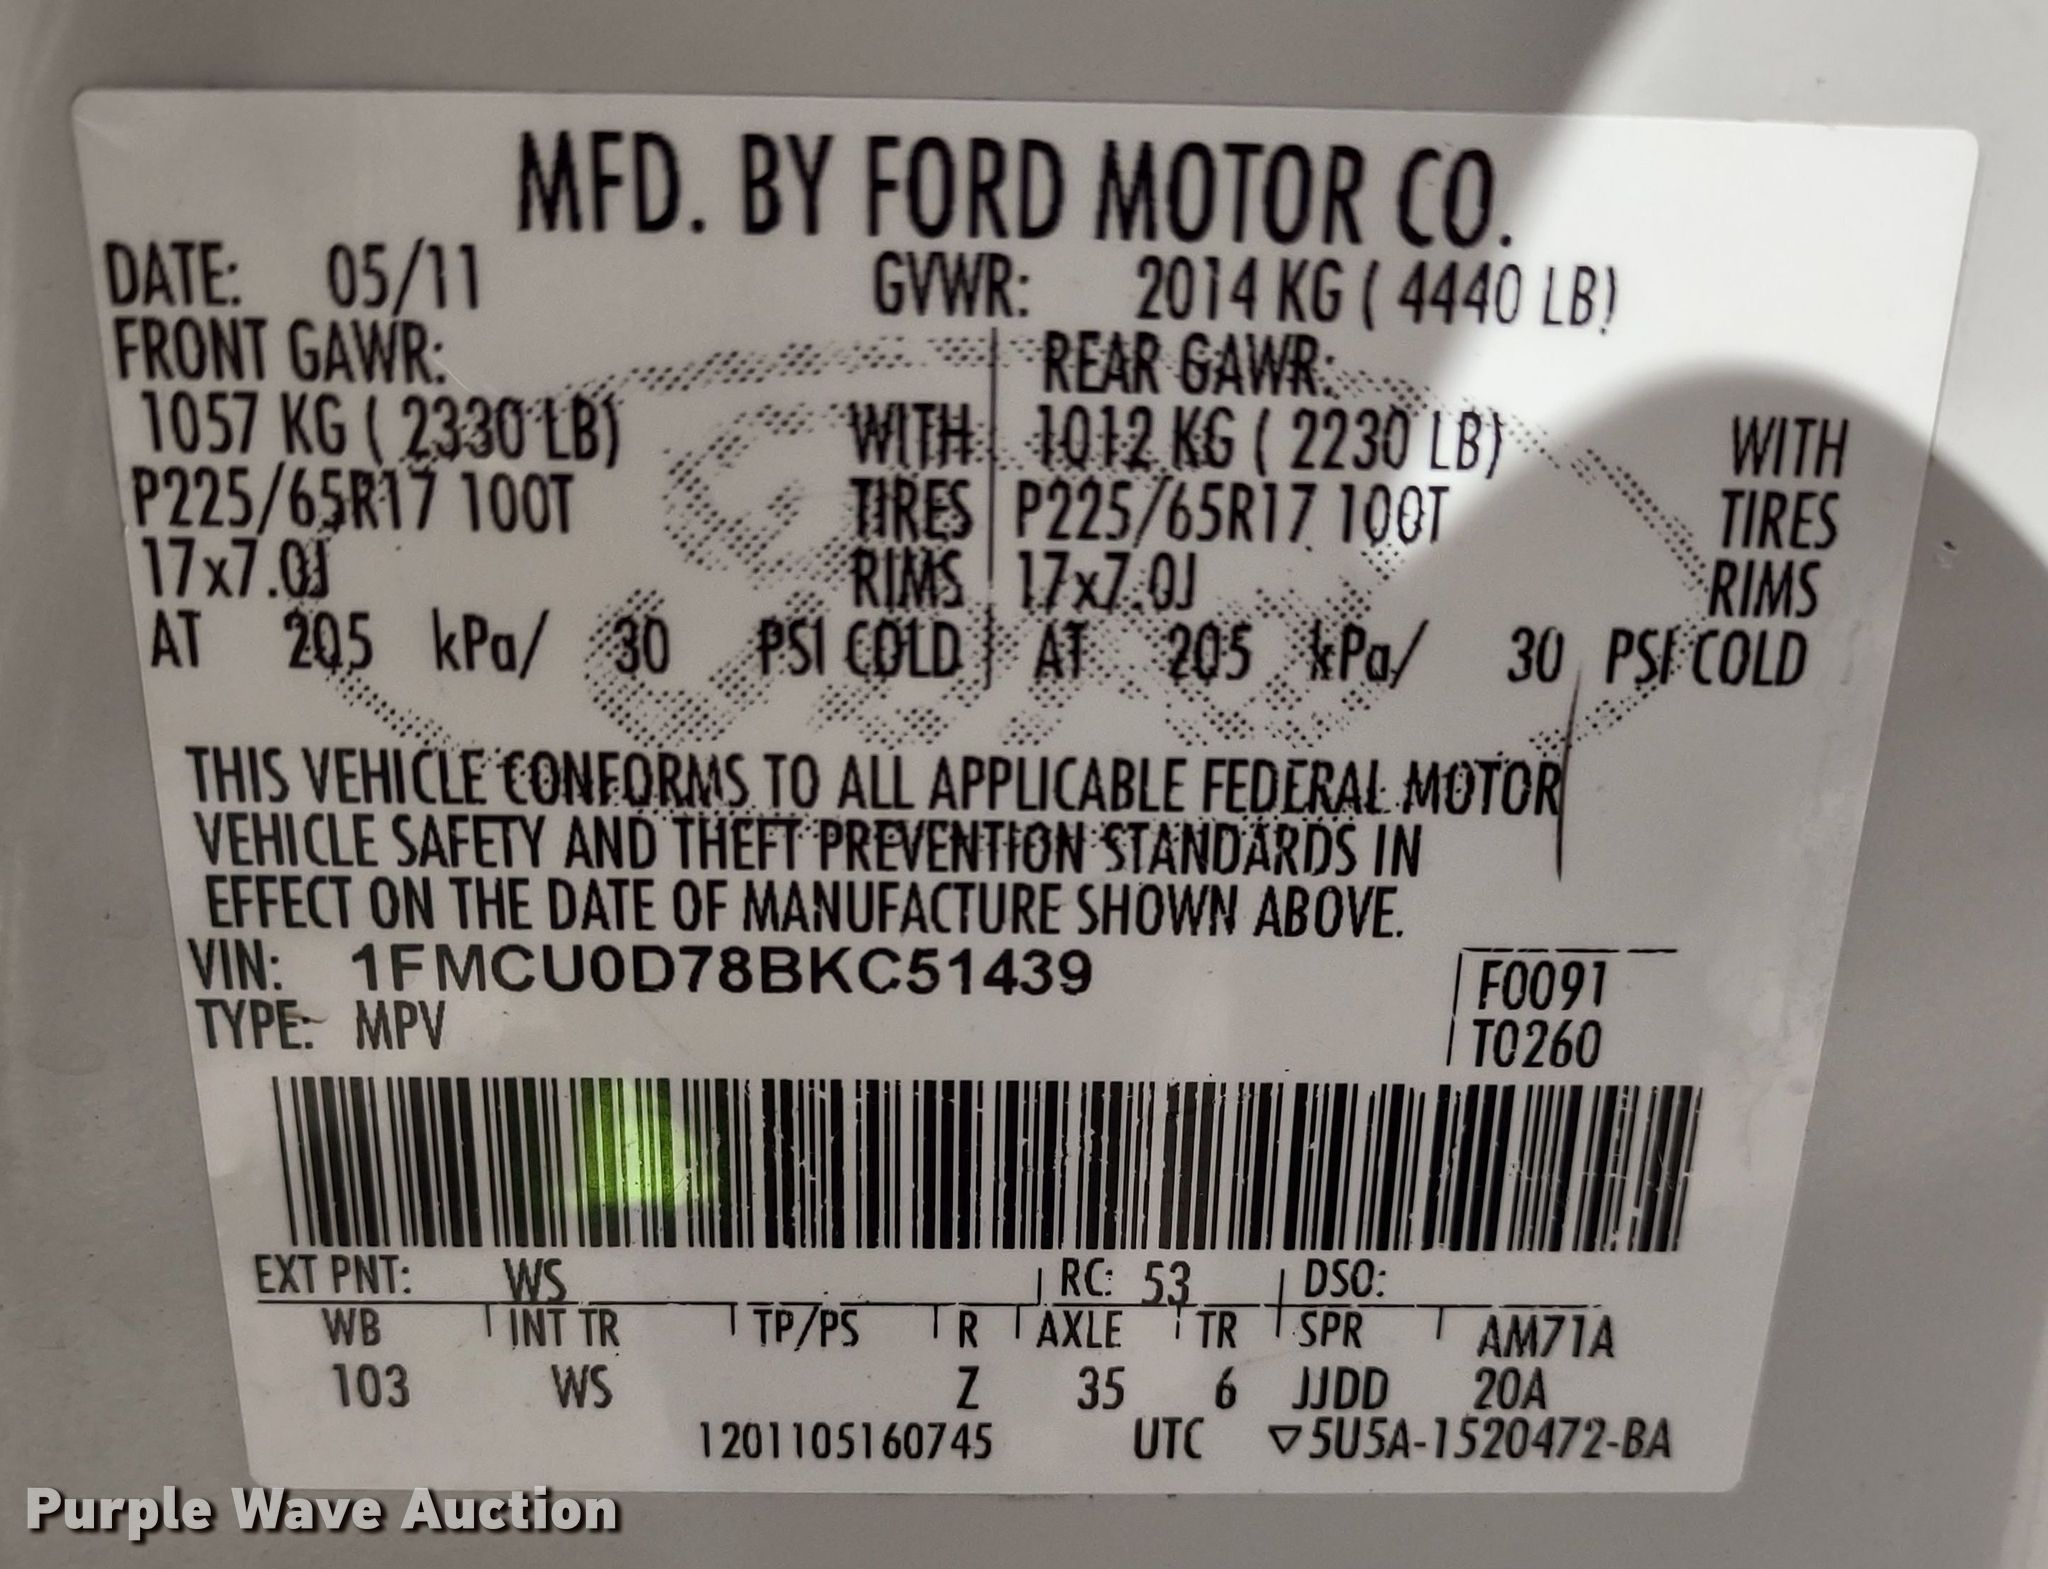 MFD. BY FORD MOTOR CO.
DATE: 05/11 GVWR: 2014 KG ( 4440 LB)
FRONT GAWR: REAR GAWR:
1057 KG ( 2330 LB) WITH 1012 KG ( 2230 LB) WITH
P225/65R17 100T TIRES P225/65R17 100T TIRES
17x7.0J RIMS 17x7.0J RIMS
AT 205 kPa/ 30 PSI COLD AT 205 kPa/ 30 PSI COLD
THIS VEHICLE CONFORMS TO ALL APPLICABLE FEDERAL MOTOR
VEHICLE SAFETY AND THEFT PREVENTION STANDARDS IN
EFFECT ON THE DATE OF MANUFACTURE SHOWN ABOVE.
VIN: 1FMCU0D78BKC51439 F0091
TYPE: MPV T0260
EXT PNT: WS RC: 53 DSO:
WB INT TR TP/PS R AXLE TR SPR AM71A
103 WS Z 35 6 JJDD 20A
1201105160745 UTC ▽5U5A-1520472-BA
Purple Wave Auction